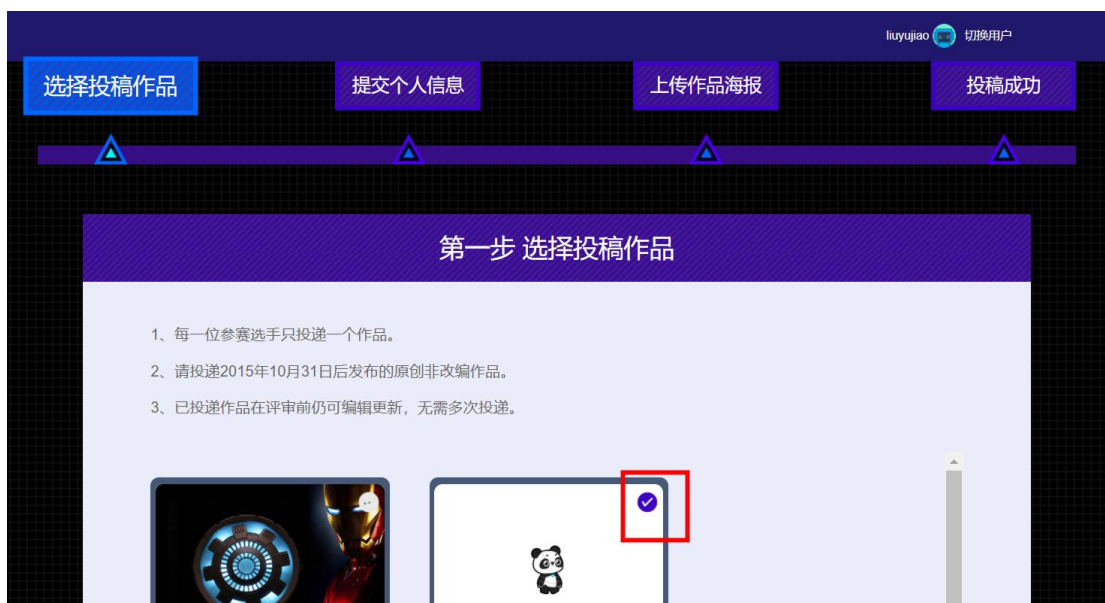 liuyujiao 切换用户
选择投稿作品 提交个人信息 上传作品海报 投稿成功
第一步 选择投稿作品
1、每一位参赛选手只投递一个作品。
2、请投递2015年10月31日后发布的原创非改编作品。
3、已投递作品在评审前仍可编辑更新，无需多次投递。